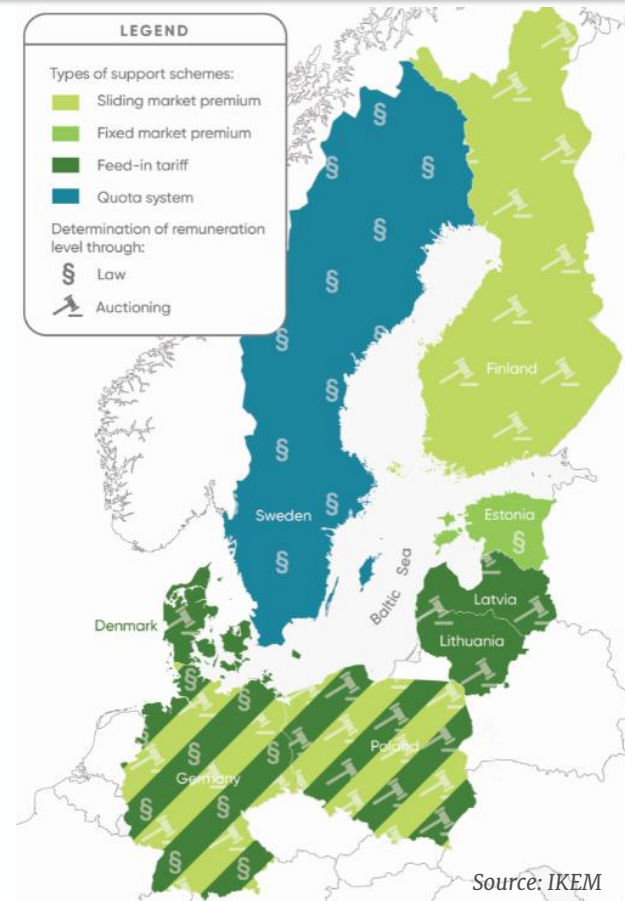 LEGEND
Types of support schemes:
Sliding market premium
Fixed market premium
Feed-in tariff
Quota system
Determination of remuneration
level through:
§ Law
Auctioning
Finland
Sweden
Estonia
Baltic Sea
Latvia
Denmark
Lithuania
Poland
Germany
Source: IKEM